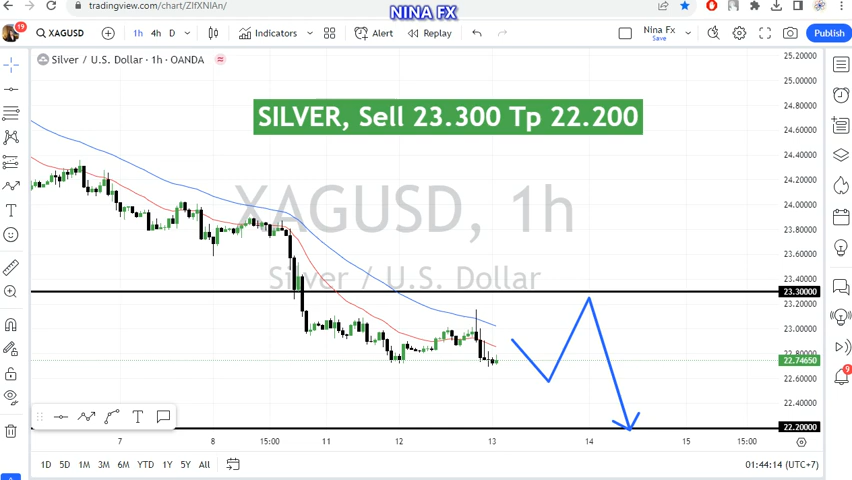 tradingview.com/chart/ZIfXNIAn/
NINA FX
19
XAGUSD
1h 4h D
Indicators
Alert
Replay
Nina Fx
Save
Publish
Silver / U.S. Dollar · 1h · OANDA
SILVER, Sell 23.300 Tp 22.200
XAGUSD, 1h
Silver / U.S. Dollar
25.20000
25.00000
24.80000
24.60000
24.40000
24.20000
24.00000
23.80000
23.60000
23.40000
23.30000
23.20000
23.00000
22.80000
22.74650
22.60000
22.40000
22.20000
9
7 8 15:00 11 12 13 14 15 15:00
1D 5D 1M 3M 6M YTD 1Y 5Y All
01:44:14 (UTC+7)